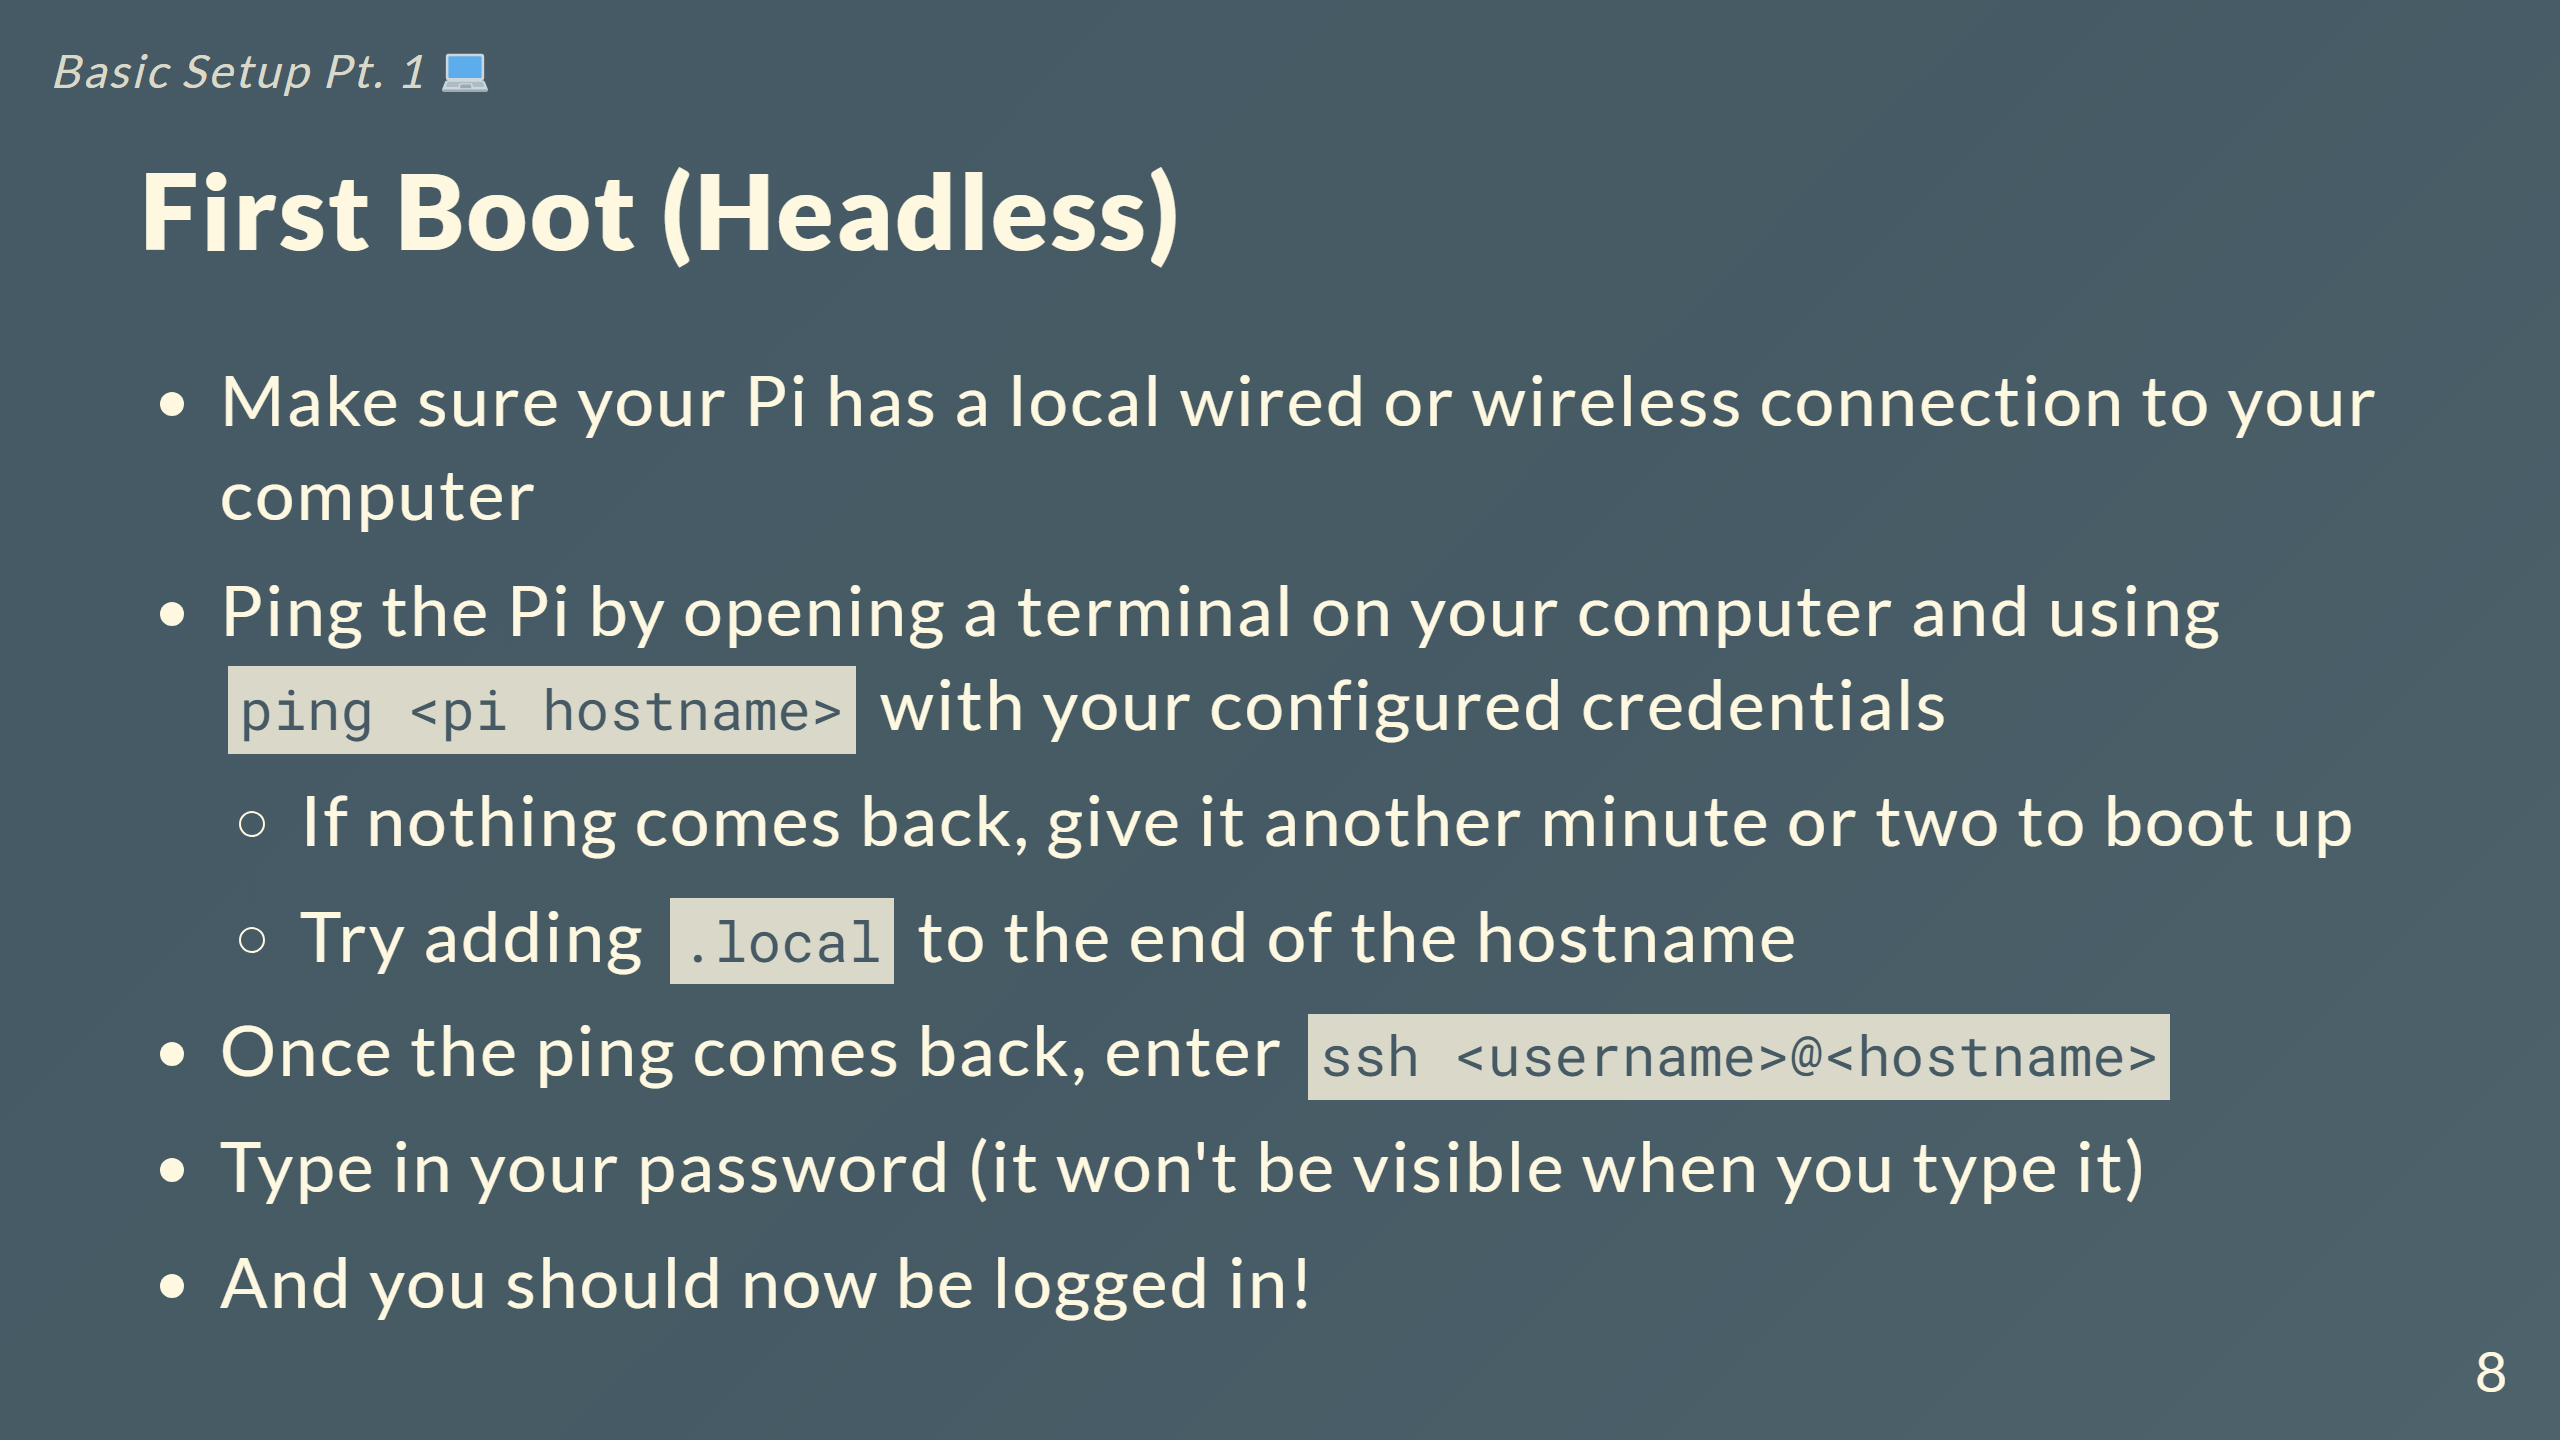 Basic Setup Pt. 1 💻
First Boot (Headless)
• Make sure your Pi has a local wired or wireless connection to your
computer
• Ping the Pi by opening a terminal on your computer and using
ping <pi hostname> with your configured credentials
○ If nothing comes back, give it another minute or two to boot up
○ Try adding .local to the end of the hostname
• Once the ping comes back, enter ssh <username>@<hostname>
• Type in your password (it won't be visible when you type it)
• And you should now be logged in!
8